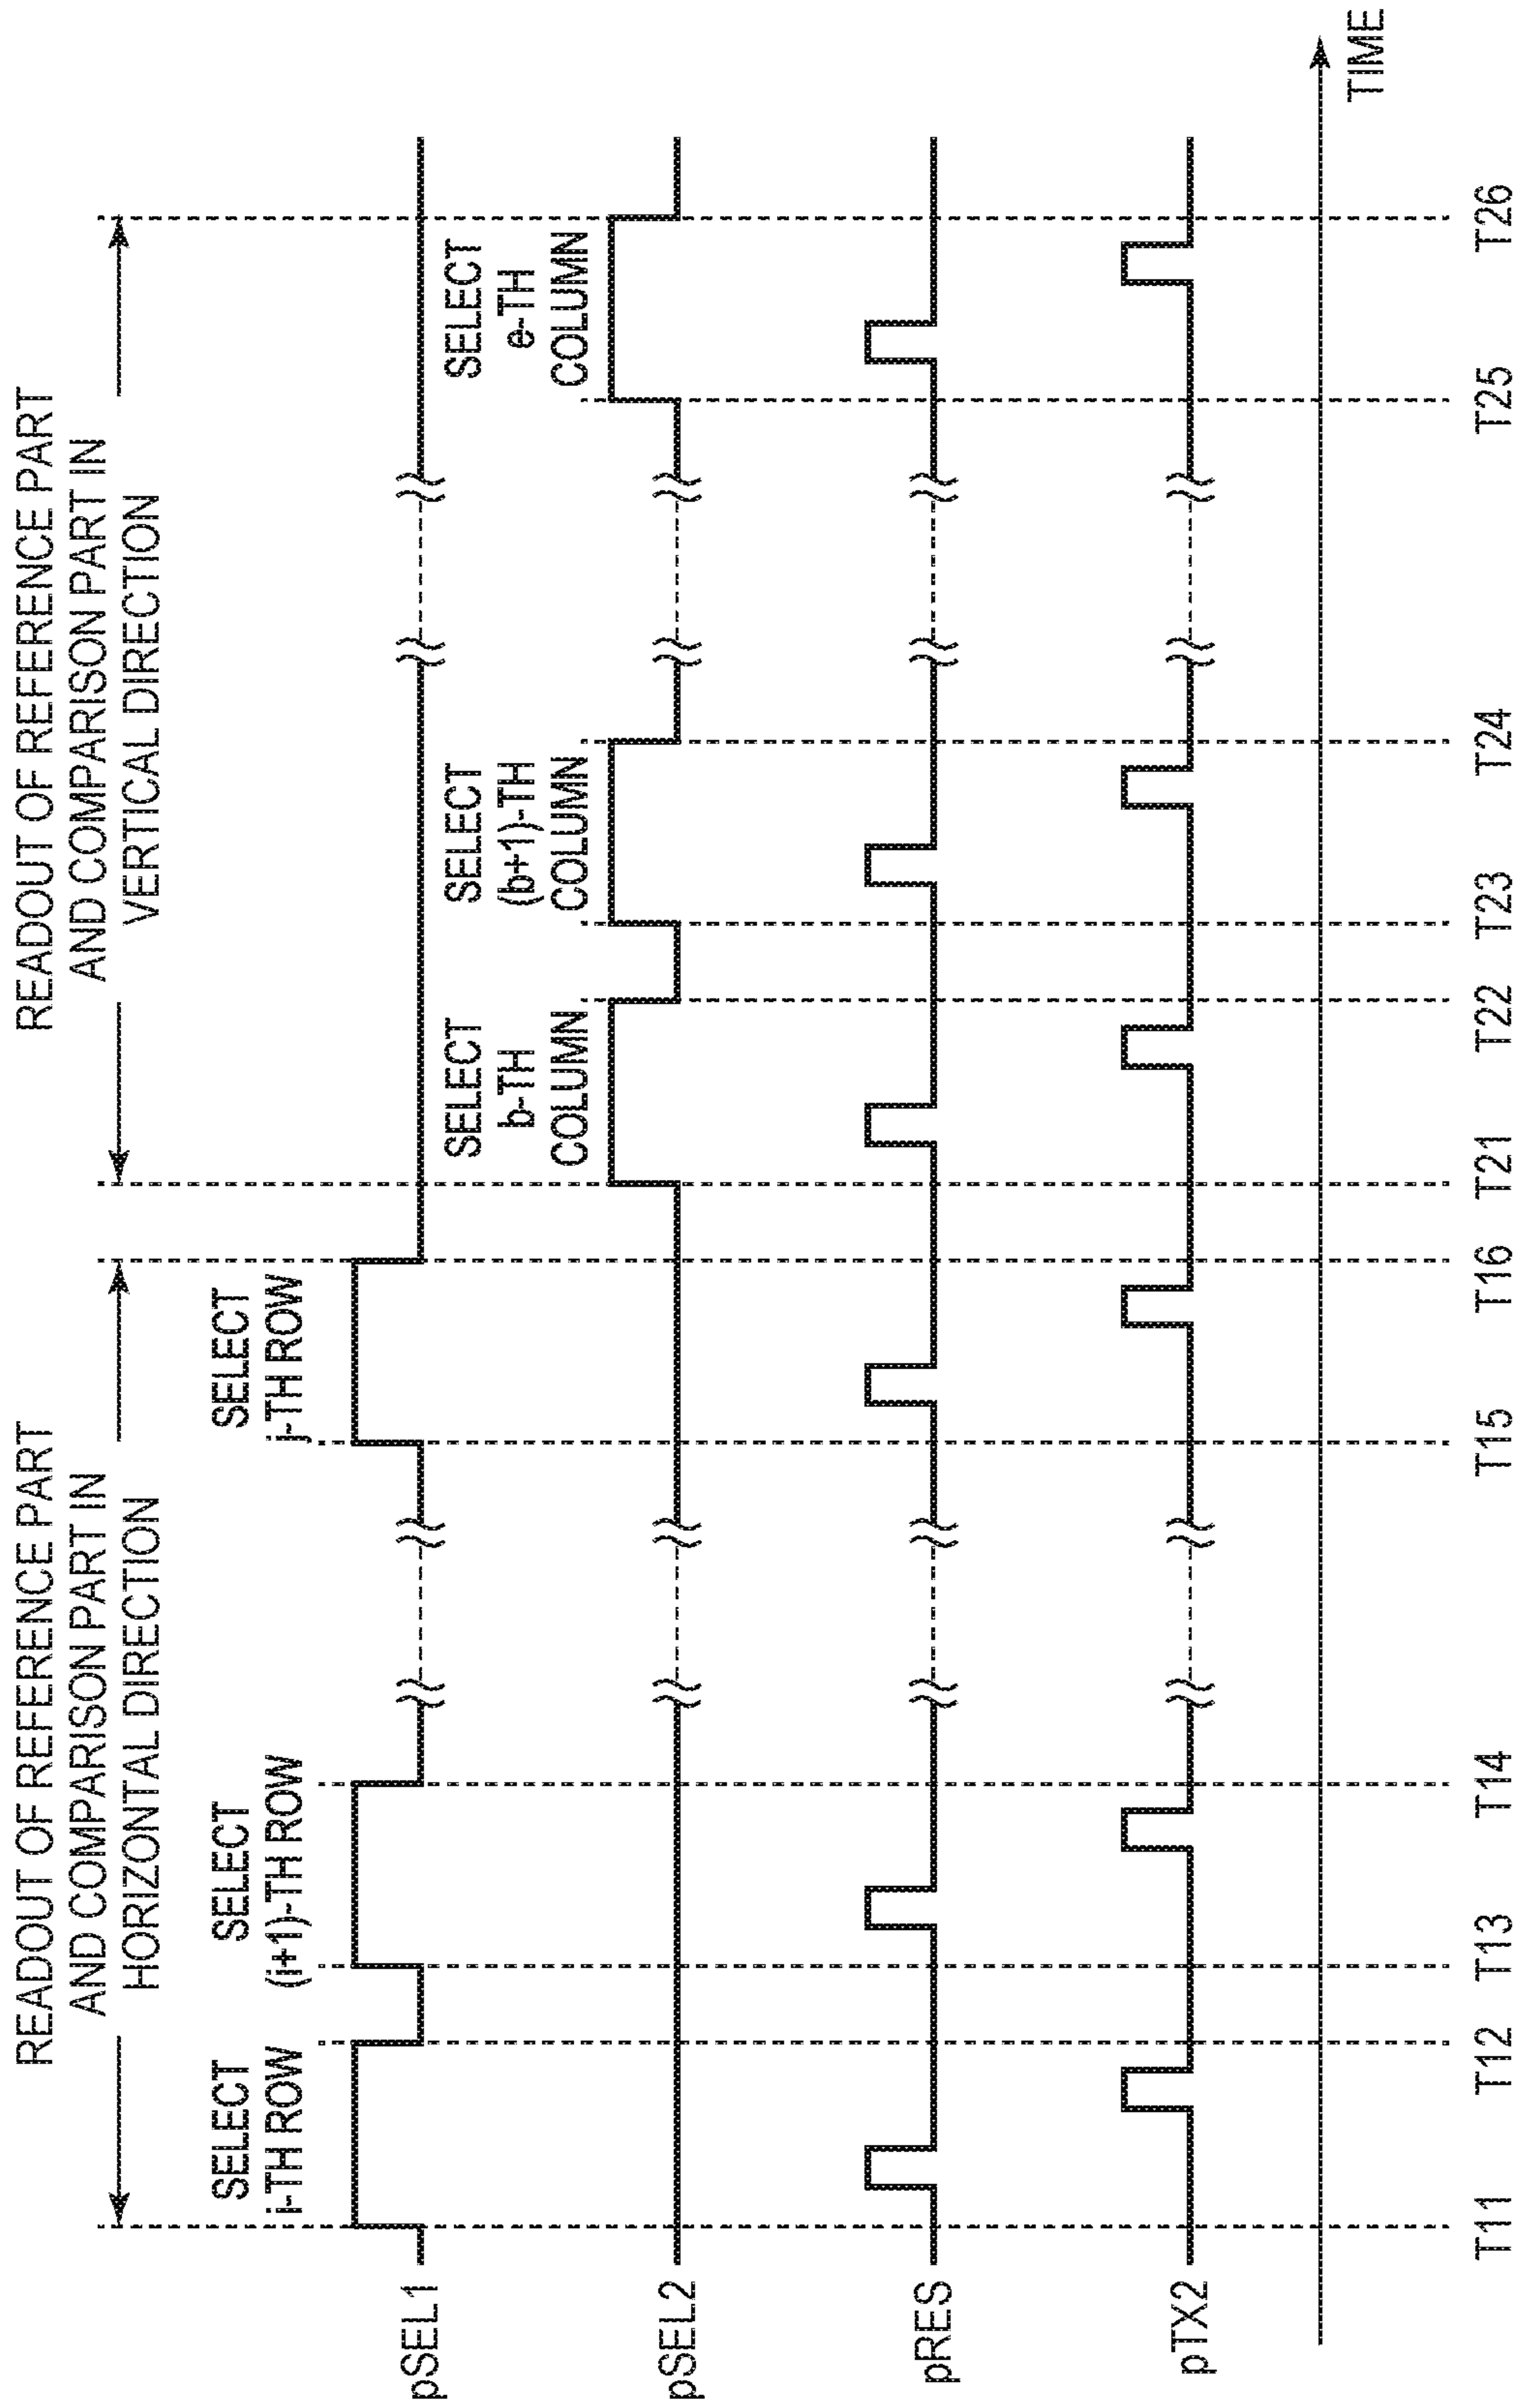 READOUT OF REFERENCE PART
AND COMPARISON PART IN
HORIZONTAL DIRECTION
READOUT OF REFERENCE PART
AND COMPARISON PART IN
VERTICAL DIRECTION
SELECT
i-TH ROW
SELECT
(i+1)-TH ROW
SELECT
j-TH ROW
pSEL1
SELECT
b-TH
COLUMN
SELECT
(b+1)-TH
COLUMN
SELECT
e-TH
COLUMN
pSEL2
pRES
pTX2
TIME
T11
T12
T13
T14
T15
T16
T21
T22
T23
T24
T25
T26